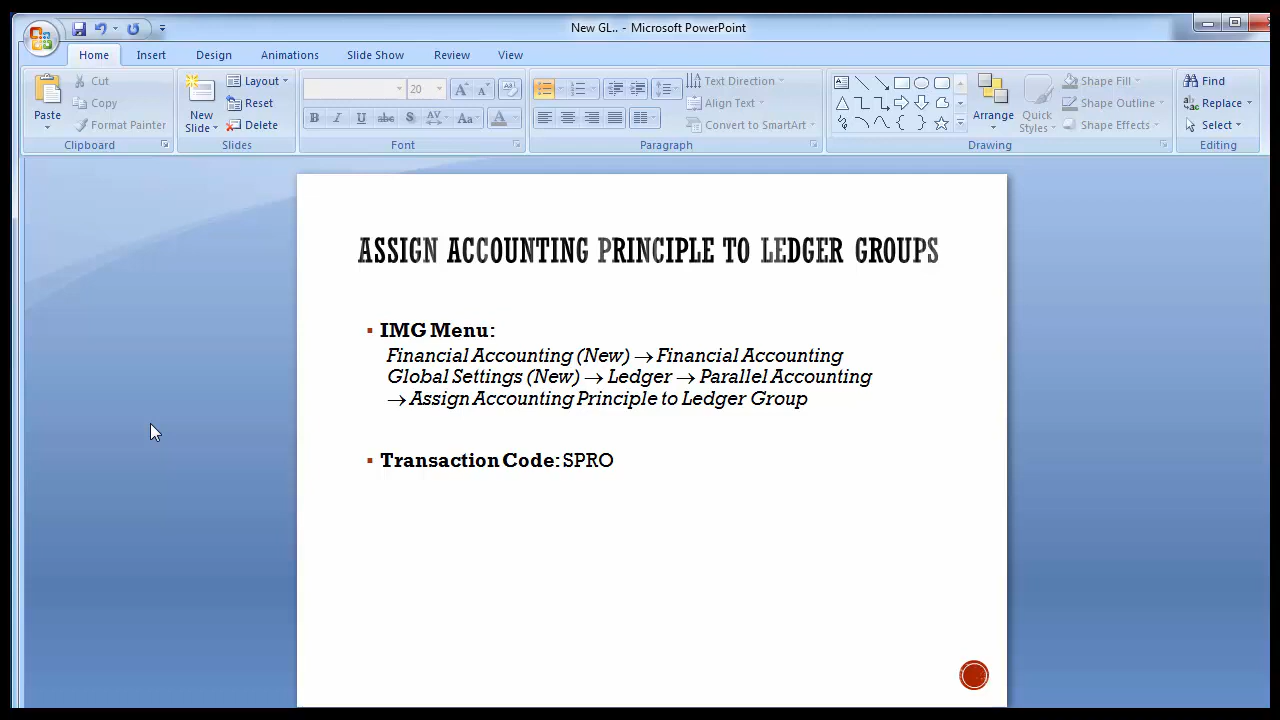 New GL.. - Microsoft PowerPoint
Home Insert Design Animations Slide Show Review View
Paste
Cut
Copy
Format Painter
Clipboard
New Slide
Layout
Reset
Delete
Slides
20
B I U abc S AV Aa A
Font
Text Direction
Align Text
Convert to SmartArt
Paragraph
Arrange
Quick Styles
Shape Fill
Shape Outline
Shape Effects
Drawing
Find
Replace
Select
Editing
ASSIGN ACCOUNTING PRINCIPLE TO LEDGER GROUPS
▪ IMG Menu:
Financial Accounting (New) → Financial Accounting
Global Settings (New) → Ledger → Parallel Accounting
→ Assign Accounting Principle to Ledger Group
▪ Transaction Code: SPRO